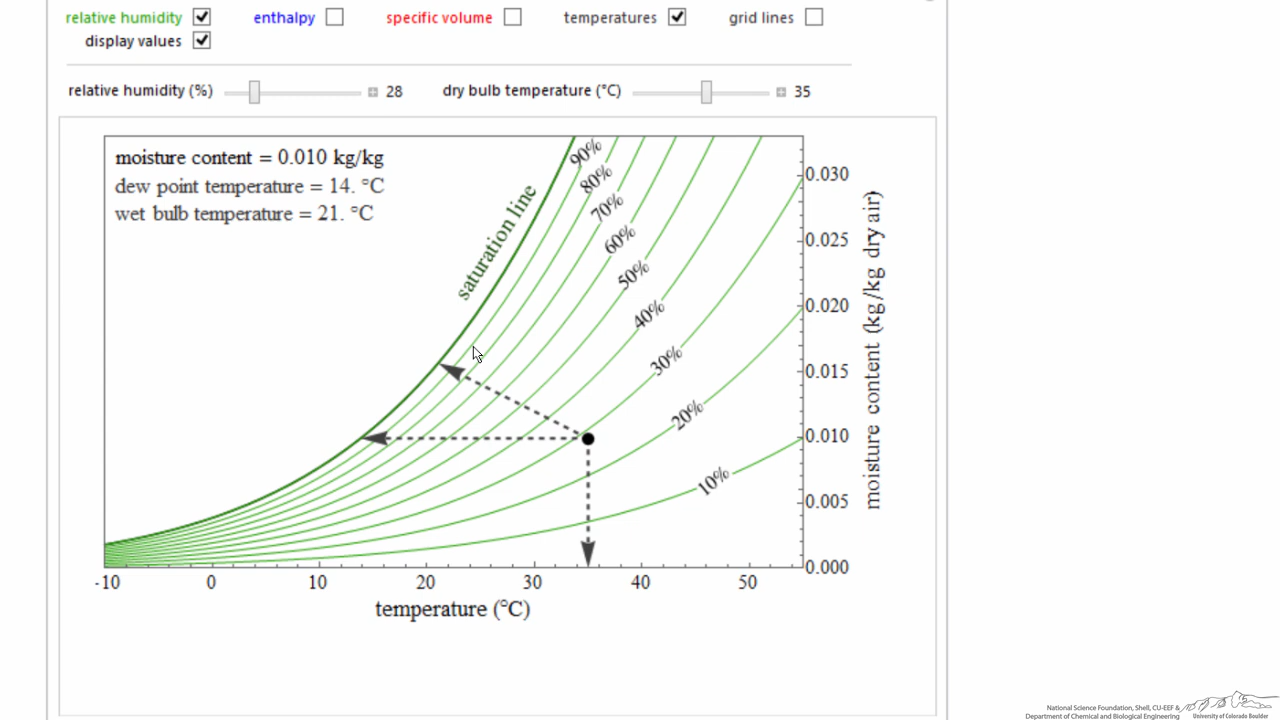 relative humidity enthalpy specific volume temperatures grid lines
display values
relative humidity (%) 28 dry bulb temperature (°C) 35
moisture content = 0.010 kg/kg
dew point temperature = 14. °C
wet bulb temperature = 21. °C
saturation line
90%
80%
70%
60%
50%
40%
30%
20%
10%
0.030
0.025
0.020
0.015
0.010
0.005
0.000
moisture content (kg/kg dry air)
-10 0 10 20 30 40 50
temperature (°C)
National Science Foundation, Shell, CU-EEF &
Department of Chemical and Biological Engineering
University of Colorado Boulder